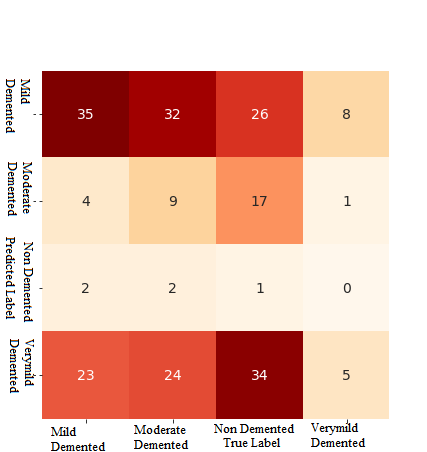 Mild
Demented
35 32 26 8
Moderate
Demented
4 9 17 1
Non Demented
Predicted Label
2 2 1 0
Verymild
Demented
23 24 34 5
Mild
Demented
Moderate
Demented
Non Demented
True Label
Verymild
Demented